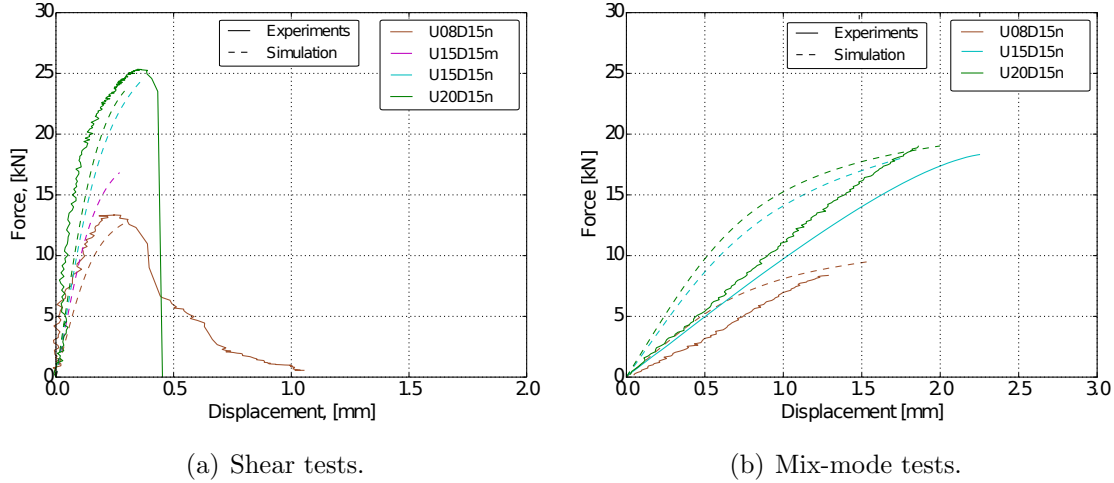 30
25
20
15
10
5
0
Force, [kN]
Experiments
Simulation
U08D15n
U15D15m
U15D15n
U20D15n
0.0 0.5 1.0 1.5 2.0
Displacement, [mm]
(a) Shear tests.
30
25
20
15
10
5
0
Force [kN]
Experiments
Simulation
U08D15n
U15D15n
U20D15n
0.0 0.5 1.0 1.5 2.0 2.5 3.0
Displacement [mm]
(b) Mix-mode tests.